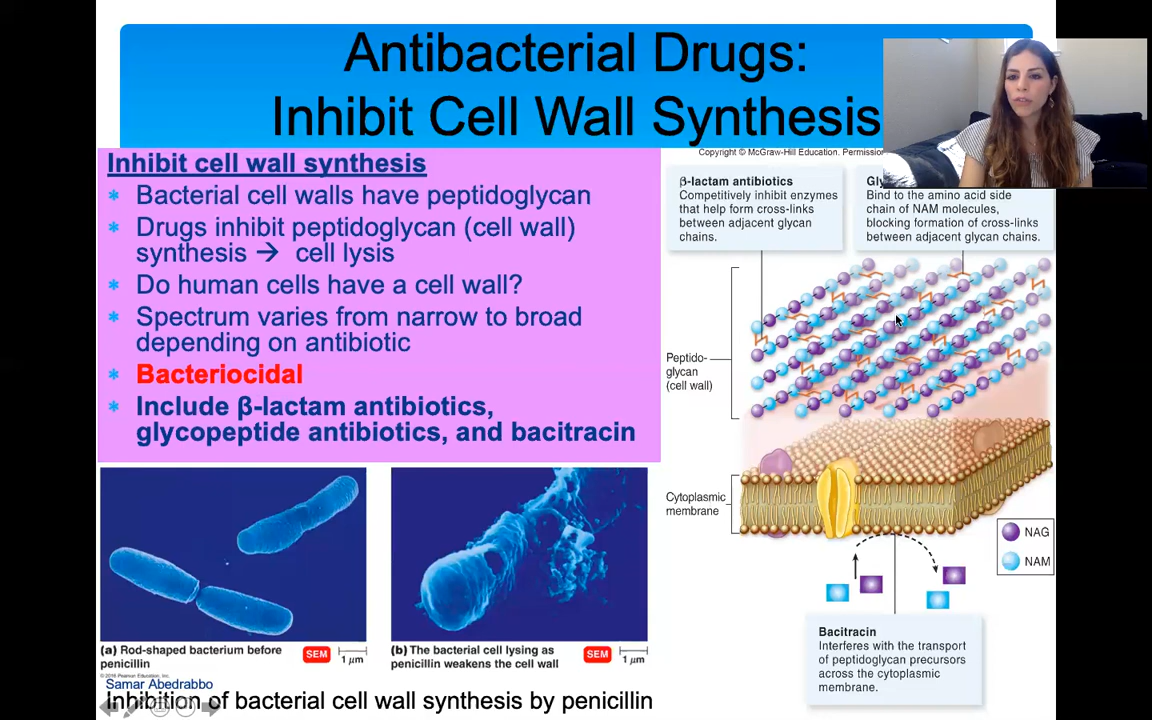 Antibacterial Drugs:
Inhibit Cell Wall Synthesis
Inhibit cell wall synthesis
* Bacterial cell walls have peptidoglycan
* Drugs inhibit peptidoglycan (cell wall)
synthesis → cell lysis
* Do human cells have a cell wall?
* Spectrum varies from narrow to broad
depending on antibiotic
* Bacteriocidal
* Include β-lactam antibiotics,
glycopeptide antibiotics, and bacitracin
Copyright © McGraw-Hill Education.
β-lactam antibiotics
Competitively inhibit enzymes
that help form cross-links
between adjacent glycan
chains.
Bind to the amino acid side
chain of NAM molecules,
blocking formation of cross-links
between adjacent glycan chains.
Peptido-
glycan
(cell wall)
Cytoplasmic
membrane
NAG
NAM
Bacitracin
Interferes with the transport
of peptidoglycan precursors
across the cytoplasmic
membrane.
(a) Rod-shaped bacterium before
penicillin
SEM
1 μm
(b) The bacterial cell lysing as
penicillin weakens the cell wall
SEM
1 μm
© 2016 Pearson Education, Inc.
Samar Abedrabbo
Inhibition of bacterial cell wall synthesis by penicillin